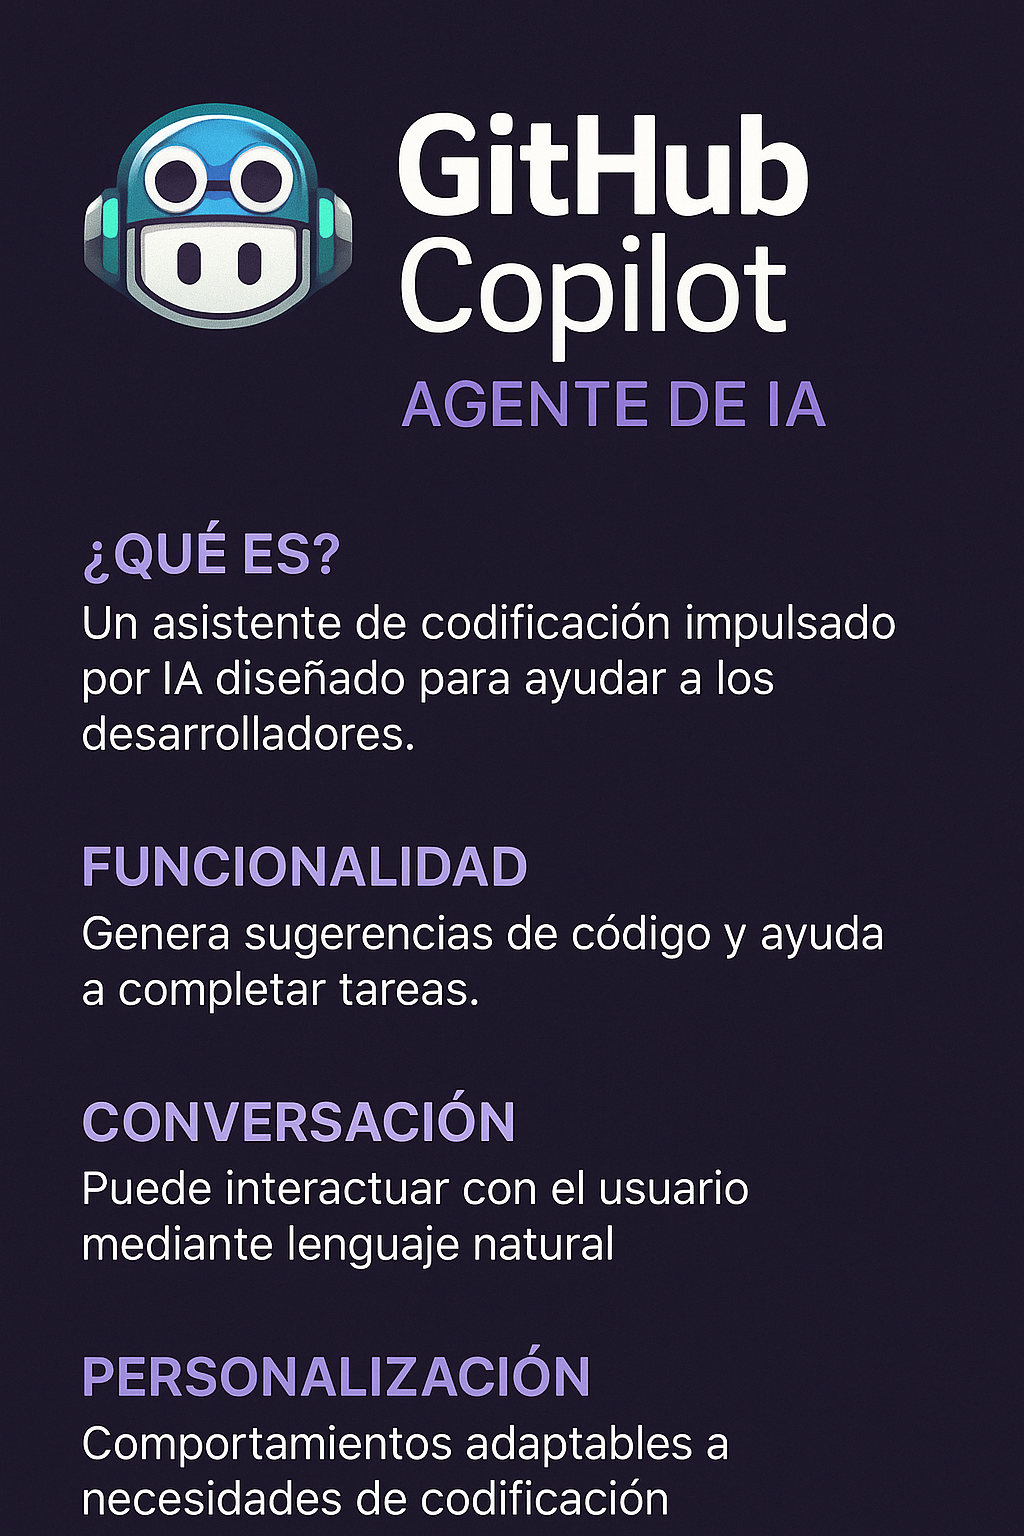 GitHub
Copilot
AGENTE DE IA
¿QUÉ ES?
Un asistente de codificación impulsado
por IA diseñado para ayudar a los
desarrolladores.
FUNCIONALIDAD
Genera sugerencias de código y ayuda
a completar tareas.
CONVERSACIÓN
Puede interactuar con el usuario
mediante lenguaje natural
PERSONALIZACIÓN
Comportamientos adaptables a
necesidades de codificación